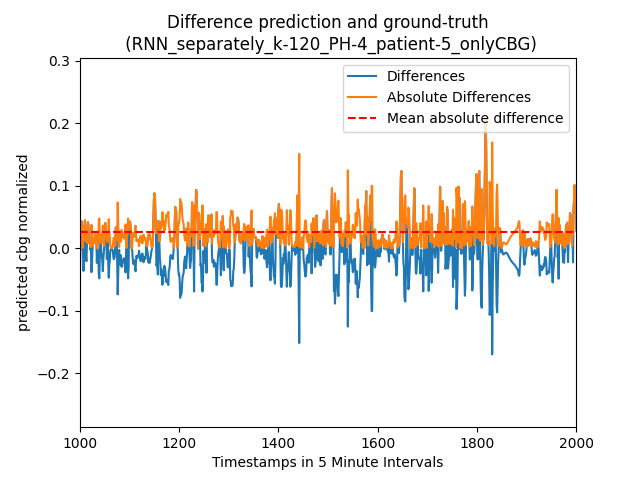 Difference prediction and ground-truth
(RNN_separately_k-120_PH-4_patient-5_onlyCBG)
0.3
0.2
0.1
0.0
−0.1
−0.2
predicted cbg normalized
Differences
Absolute Differences
Mean absolute difference
1000 1200 1400 1600 1800 2000
Timestamps in 5 Minute Intervals